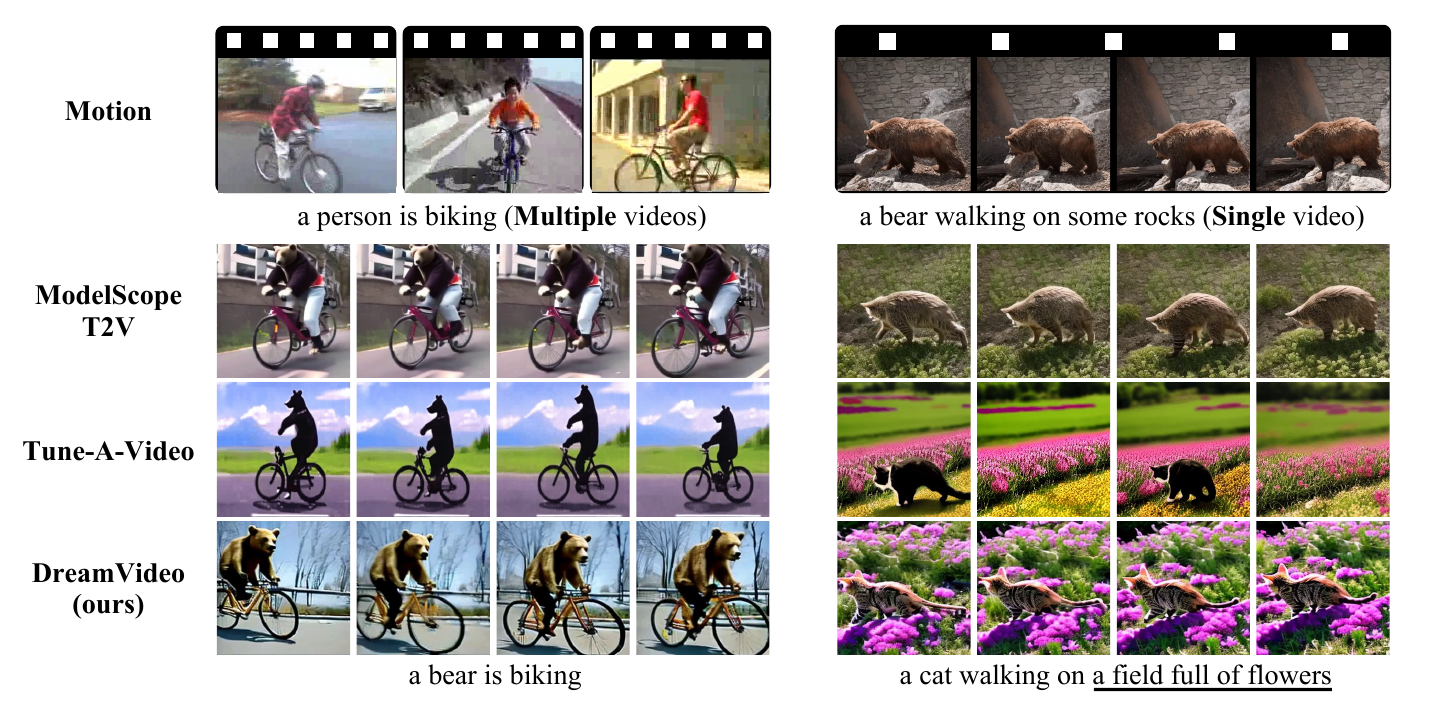 Motion
a person is biking (Multiple videos)
a bear walking on some rocks (Single video)
ModelScope
T2V
Tune-A-Video
DreamVideo
(ours)
a bear is biking
a cat walking on a field full of flowers